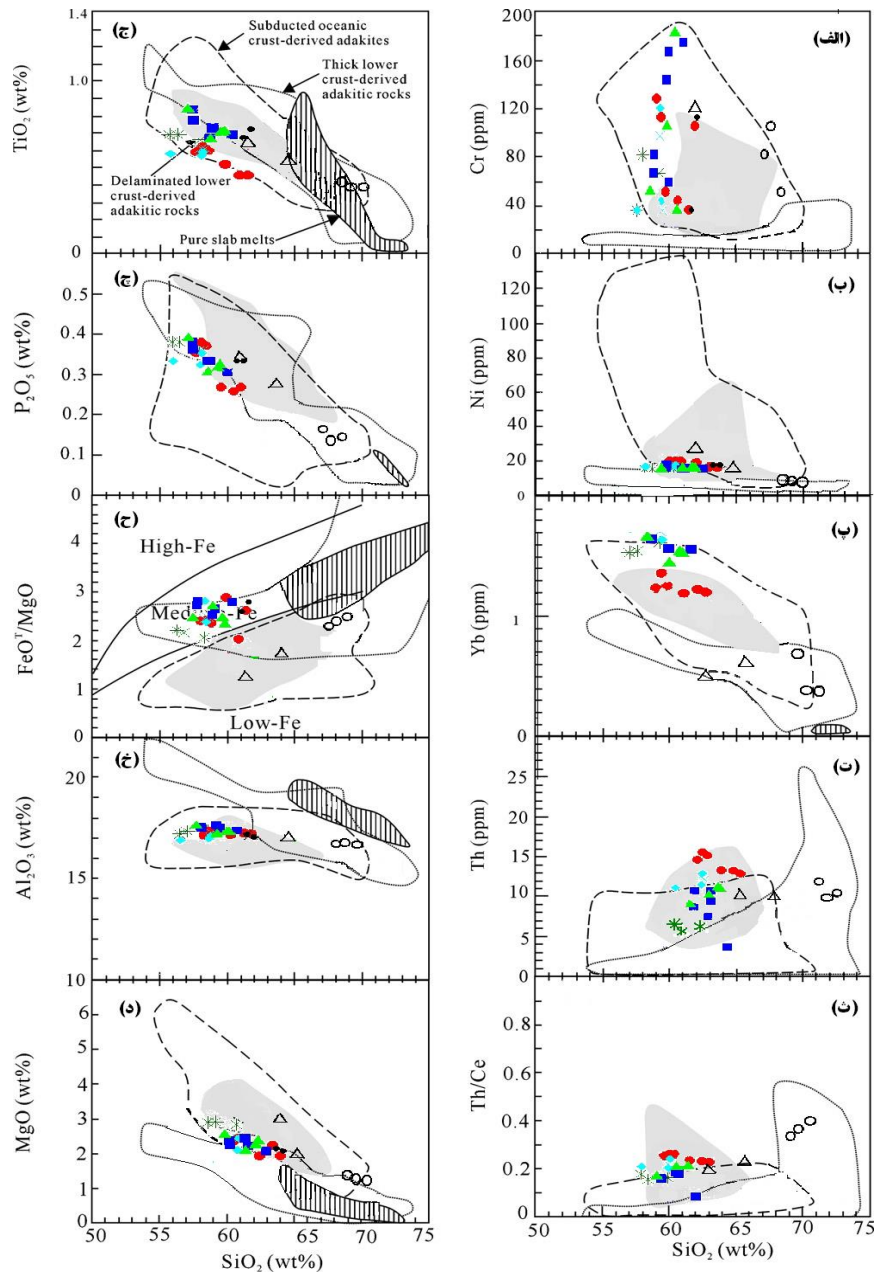 1.4
1.0
0
TiO₂ (wt%)
Subducted oceanic
crust-derived adakites
Thick lower
crust-derived
adakitic rocks
Delaminated lower
crust-derived
adakitic rocks
Pure slab melts
(ج)
200
160
120
80
40
0
Cr (ppm)
(الف)
0.5
0.4
0.3
0.2
0.1
0
P₂O₅ (wt%)
(چ)
120
100
80
60
40
20
0
Ni (ppm)
(ب)
4
3
2
1
0
FeOᵀ/MgO
High-Fe
Low-Fe
(ح)
1
Yb (ppm)
(پ)
20
15
10
Al₂O₃ (wt%)
(خ)
25
20
15
10
5
0
Th (ppm)
(ت)
6
5
4
3
2
1
0
MgO (wt%)
(د)
50
55
60
65
70
75
SiO₂ (wt%)
0.8
0.6
0.4
0.2
0
Th/Ce
(ث)
50
55
60
65
70
75
SiO₂ (wt%)